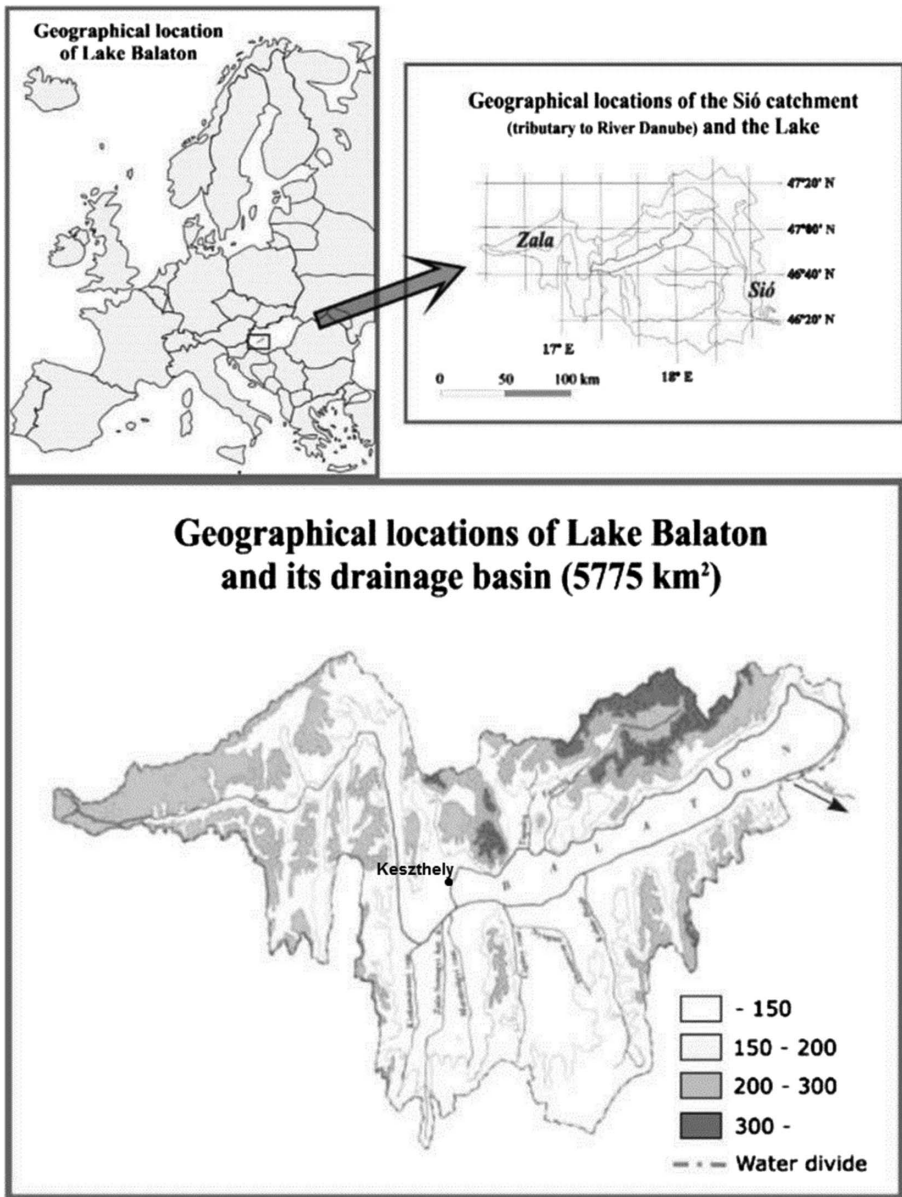 Geographical location
of Lake Balaton
Geographical locations of the Sió catchment
(tributary to River Danube) and the Lake
47°20' N
47°00' N
46°40' N
46°20' N
Zala
Sió
17° E
18° E
0 50 100 km
Geographical locations of Lake Balaton
and its drainage basin (5775 km²)
Keszthely
B A L A T O N
- 150
150 - 200
200 - 300
300 -
Water divide